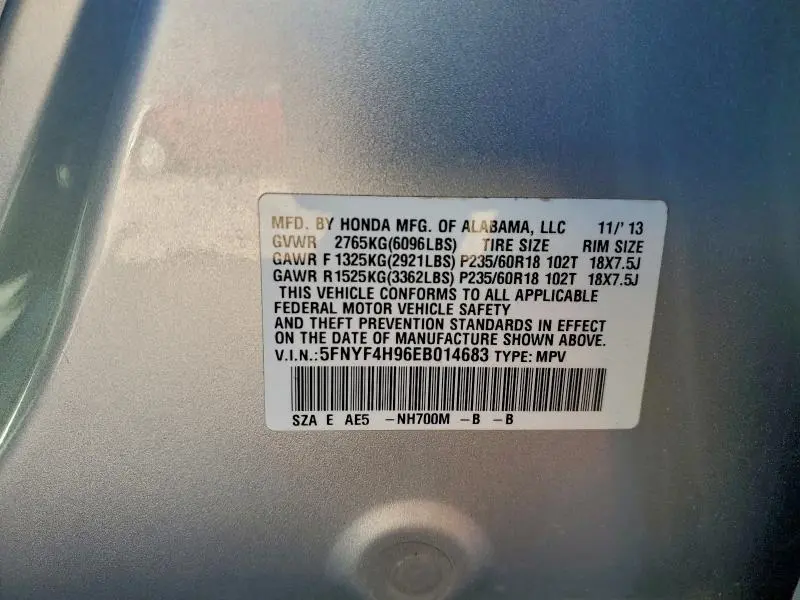 MFD. BY HONDA MFG. OF ALABAMA, LLC 11/'13
GVWR 2765KG(6096LBS) TIRE SIZE RIM SIZE
GAWR F 1325KG(2921LBS) P235/60R18 102T 18X7.5J
GAWR R 1525KG(3362LBS) P235/60R18 102T 18X7.5J
THIS VEHICLE CONFORMS TO ALL APPLICABLE
FEDERAL MOTOR VEHICLE SAFETY
AND THEFT PREVENTION STANDARDS IN EFFECT
ON THE DATE OF MANUFACTURE SHOWN ABOVE.
V.I.N.:5FNYF4H96EB014683 TYPE: MPV
SZA E AE5 -NH700M -B -B